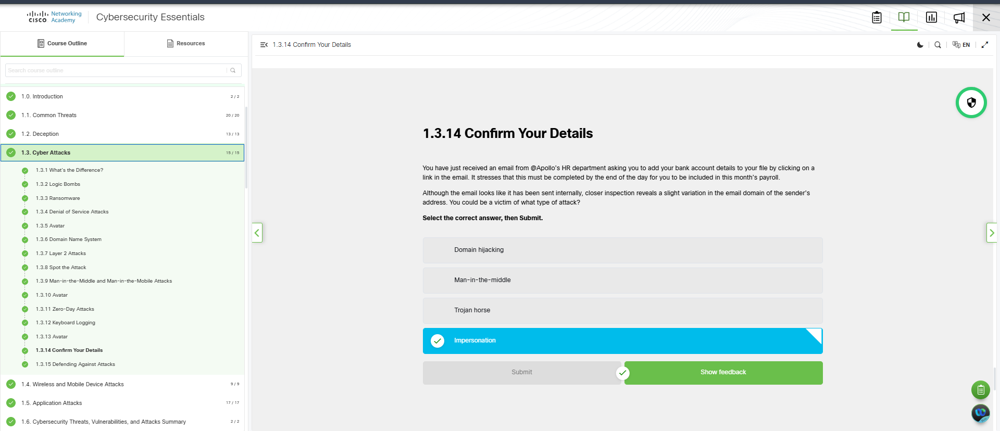 CISCO
Networking
Academy
Cybersecurity Essentials
Course Outline
Resources
Search course outline
1.0. Introduction
2 / 2
1.1. Common Threats
20 / 20
1.2. Deception
13 / 13
1.3. Cyber Attacks
15 / 15
1.3.1 What's the Difference?
1.3.2 Logic Bombs
1.3.3 Ransomware
1.3.4 Denial of Service Attacks
1.3.5 Avatar
1.3.6 Domain Name System
1.3.7 Layer 2 Attacks
1.3.8 Spot the Attack
1.3.9 Man-in-the-Middle and Man-in-the-Mobile Attacks
1.3.10 Avatar
1.3.11 Zero-Day Attacks
1.3.12 Keyboard Logging
1.3.13 Avatar
1.3.14 Confirm Your Details
1.3.15 Defending Against Attacks
1.4. Wireless and Mobile Device Attacks
9 / 9
1.5. Application Attacks
17 / 17
1.6. Cybersecurity Threats, Vulnerabilities, and Attacks Summary
2 / 2
1.3.14 Confirm Your Details
EN
1.3.14 Confirm Your Details
You have just received an email from @Apollo's HR department asking you to add your bank account details to your file by clicking on a
link in the email. It stresses that this must be completed by the end of the day for you to be included in this month's payroll.
Although the email looks like it has been sent internally, closer inspection reveals a slight variation in the email domain of the sender's
address. You could be a victim of what type of attack?
Select the correct answer, then Submit.
Domain hijacking
Man-in-the-middle
Trojan horse
Impersonation
Submit
Show feedback